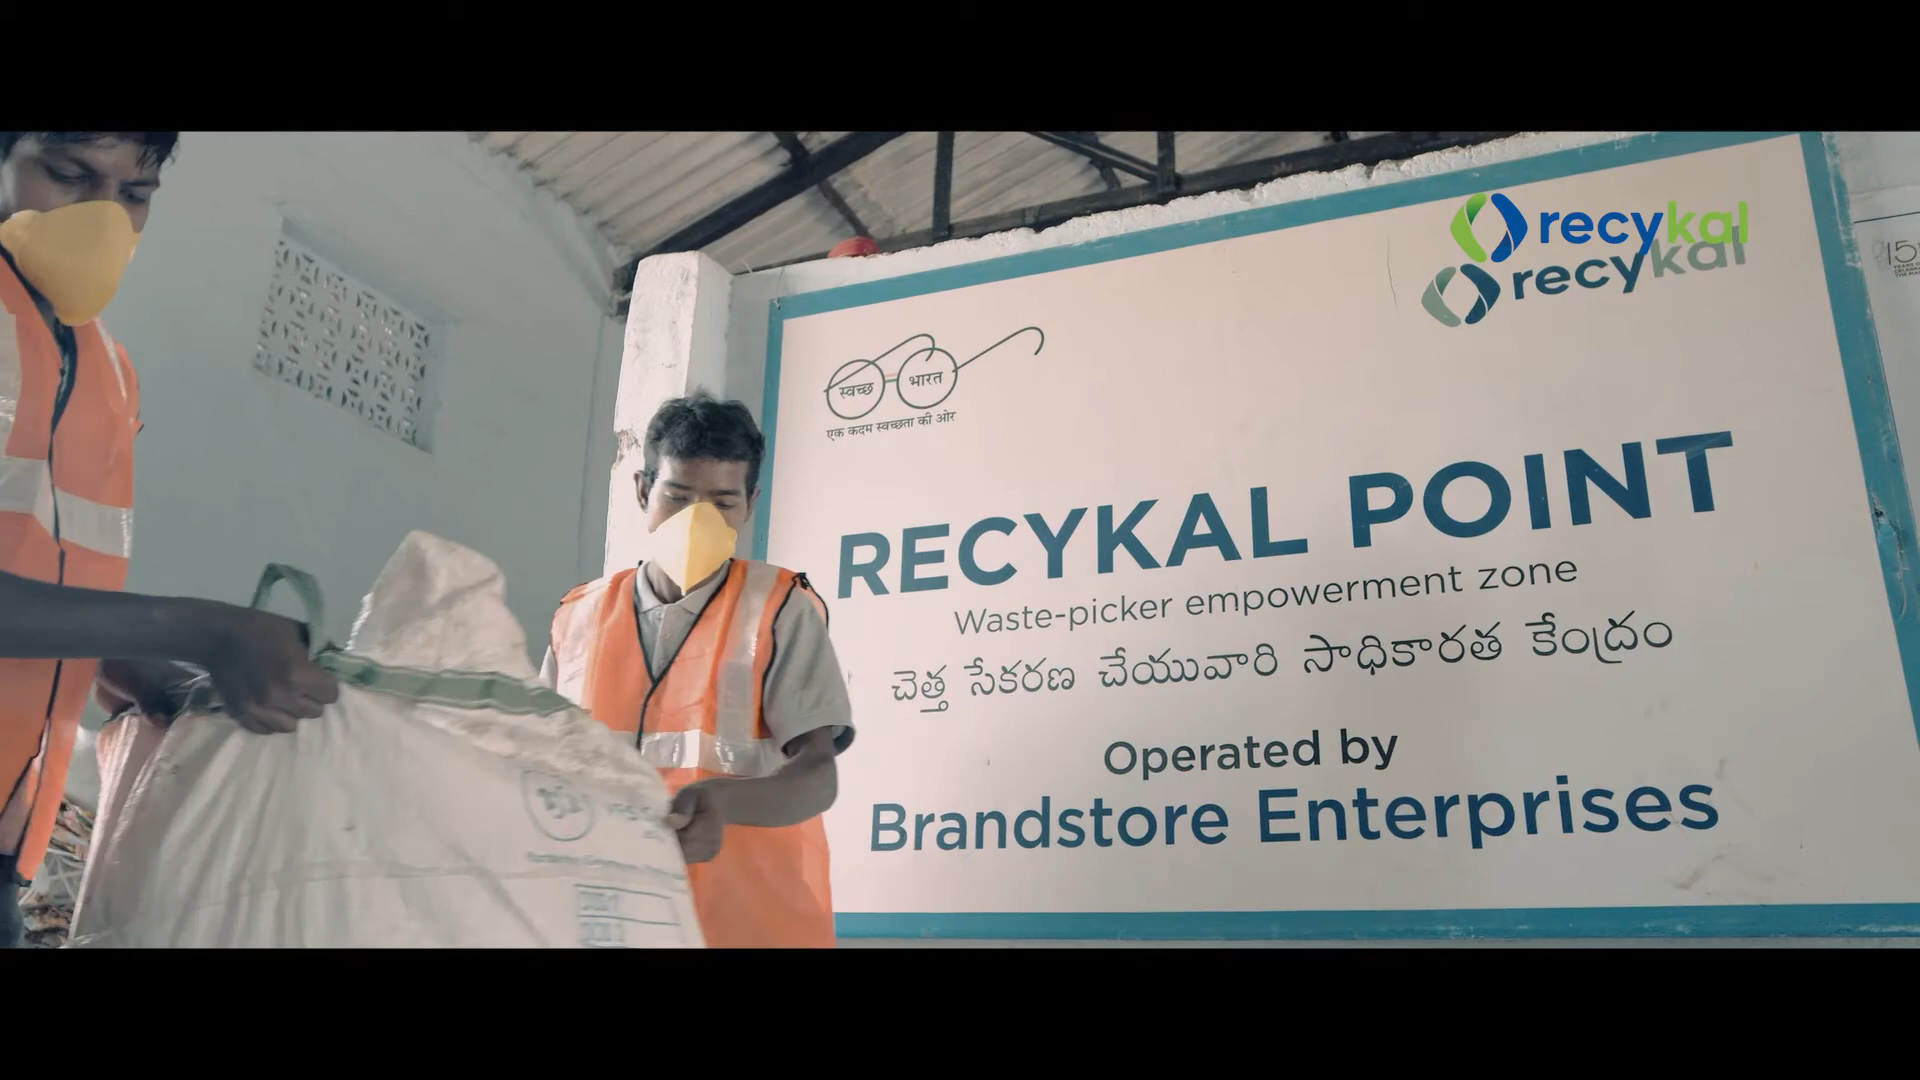 recykal
recykal
स्वच्छ भारत
एक कदम स्वच्छता की ओर
RECYKAL POINT
Waste-picker empowerment zone
చెత్త సేకరణ చేయువారి సాధికారత కేంద్రం
Operated by
Brandstore Enterprises